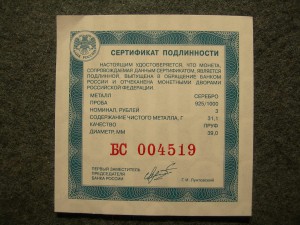 СЕРТИФИКАТ ПОДЛИННОСТИ
НАСТОЯЩИМ УДОСТОВЕРЯЕТСЯ, ЧТО МОНЕТА,
СОПРОВОЖДАЕМАЯ ДАННЫМ СЕРТИФИКАТОМ, ЯВЛЯЕТСЯ
ПОДЛИННОЙ, ВЫПУЩЕНА В ОБРАЩЕНИЕ БАНКОМ
РОССИИ И ОТЧЕКАНЕНА МОНЕТНЫМИ ДВОРАМИ
РОССИЙСКОЙ ФЕДЕРАЦИИ.
МЕТАЛЛ СЕРЕБРО
ПРОБА 925/1000
НОМИНАЛ, РУБЛЕЙ 3
СОДЕРЖАНИЕ ЧИСТОГО МЕТАЛЛА, Г 31,1
КАЧЕСТВО ПРУФ
ДИАМЕТР, ММ 39,0
БС 004519
ПЕРВЫЙ ЗАМЕСТИТЕЛЬ
ПРЕДСЕДАТЕЛЯ
БАНКА РОССИИ